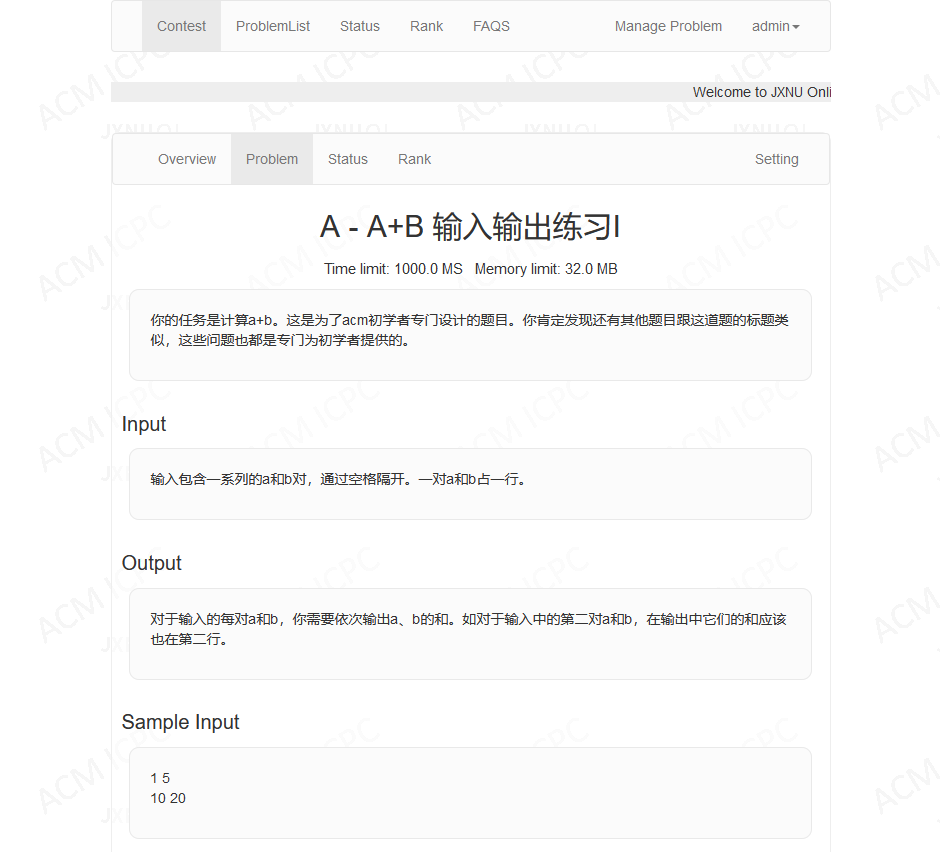 Contest ProblemList Status Rank FAQS Manage Problem admin
Welcome to JXNU Onli
Overview Problem Status Rank Setting
A - A+B 输入输出练习I
Time limit: 1000.0 MS Memory limit: 32.0 MB
你的任务是计算a+b。这是为了acm初学者专门设计的题目。你肯定发现还有其他题目跟这道题的标题类
似，这些问题也都是专门为初学者提供的。
Input
输入包含一系列的a和b对，通过空格隔开。一对a和b占一行。
Output
对于输入的每对a和b，你需要依次输出a、b的和。如对于输入中的第二对a和b，在输出中它们的和应该
也在第二行。
Sample Input
1 5
10 20